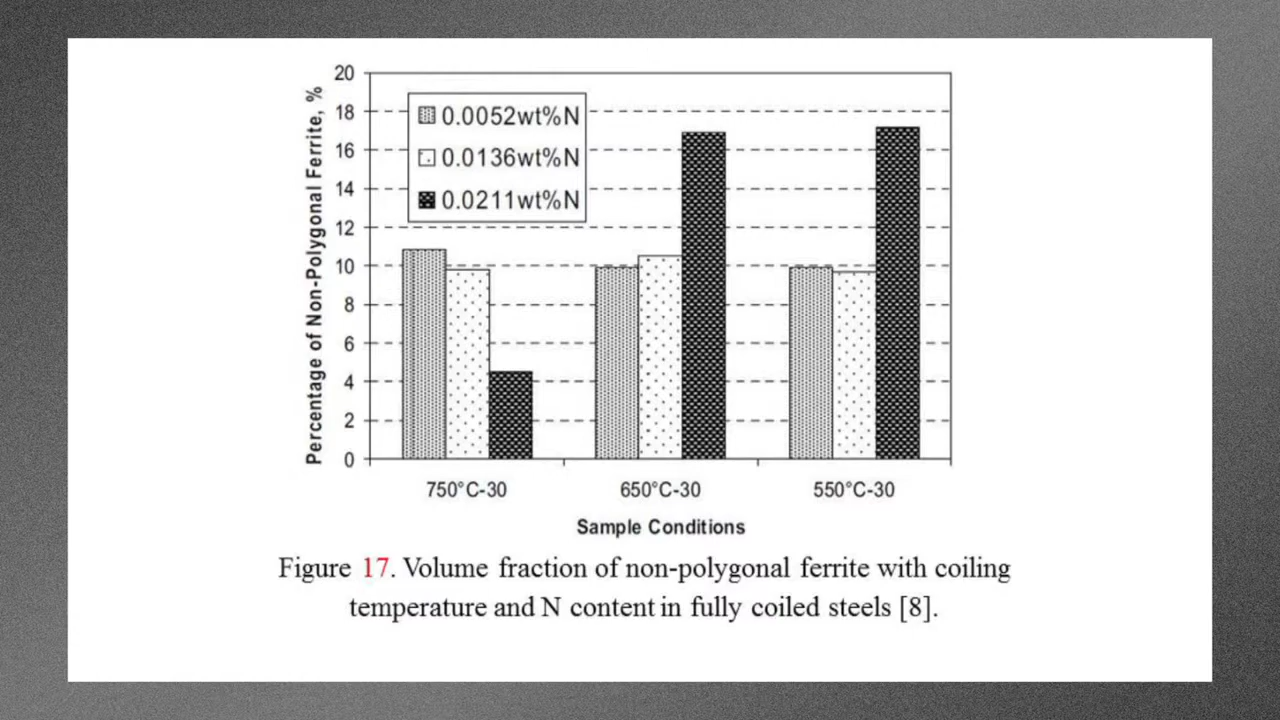 Percentage of Non-Polygonal Ferrite, %
20
18
16
14
12
10
8
6
4
2
0
0.0052wt%N
0.0136wt%N
0.0211wt%N
750°C-30 650°C-30 550°C-30
Sample Conditions
Figure 17. Volume fraction of non-polygonal ferrite with coiling
temperature and N content in fully coiled steels [8].